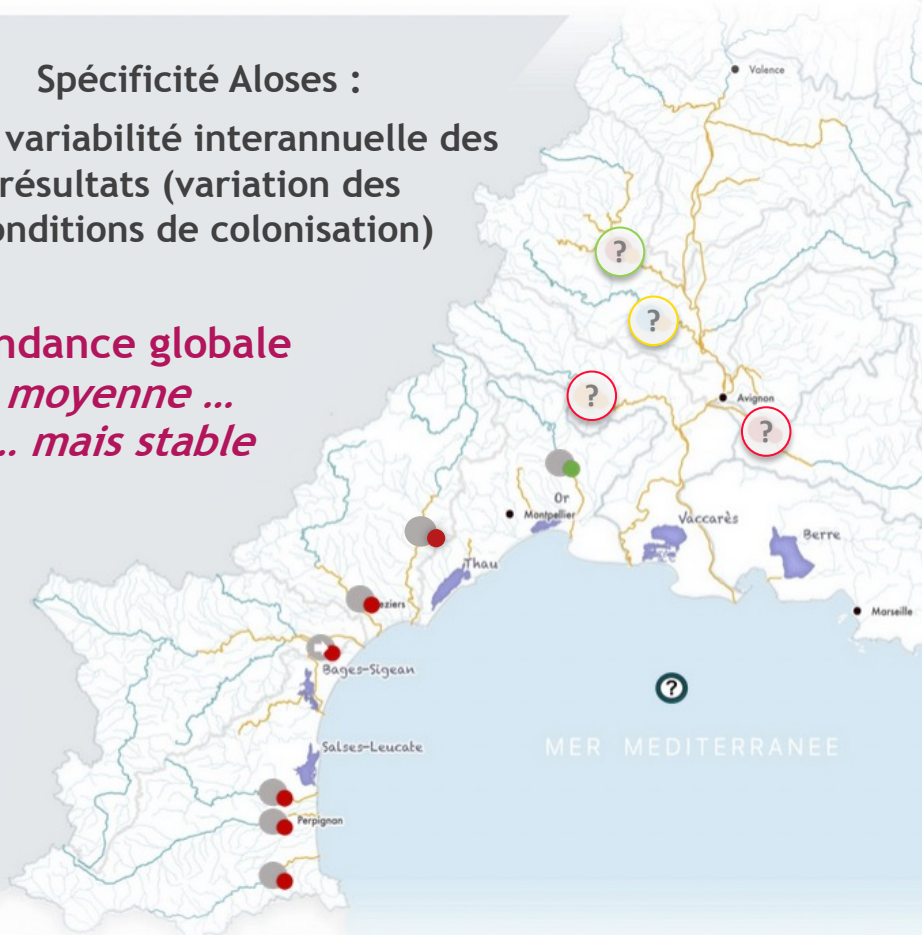 Spécificité Aloses :
variabilité interannuelle des
résultats (variation des
onditions de colonisation)
ndance globale
moyenne …
… mais stable
Valence
?
?
?
Avignon
?
Or
Montpellier
Vaccarès
Berre
Thau
eziers
Marseille
Bages-Sigean
?
Salses-Leucate
MER MEDITERRANEE
Perpignan